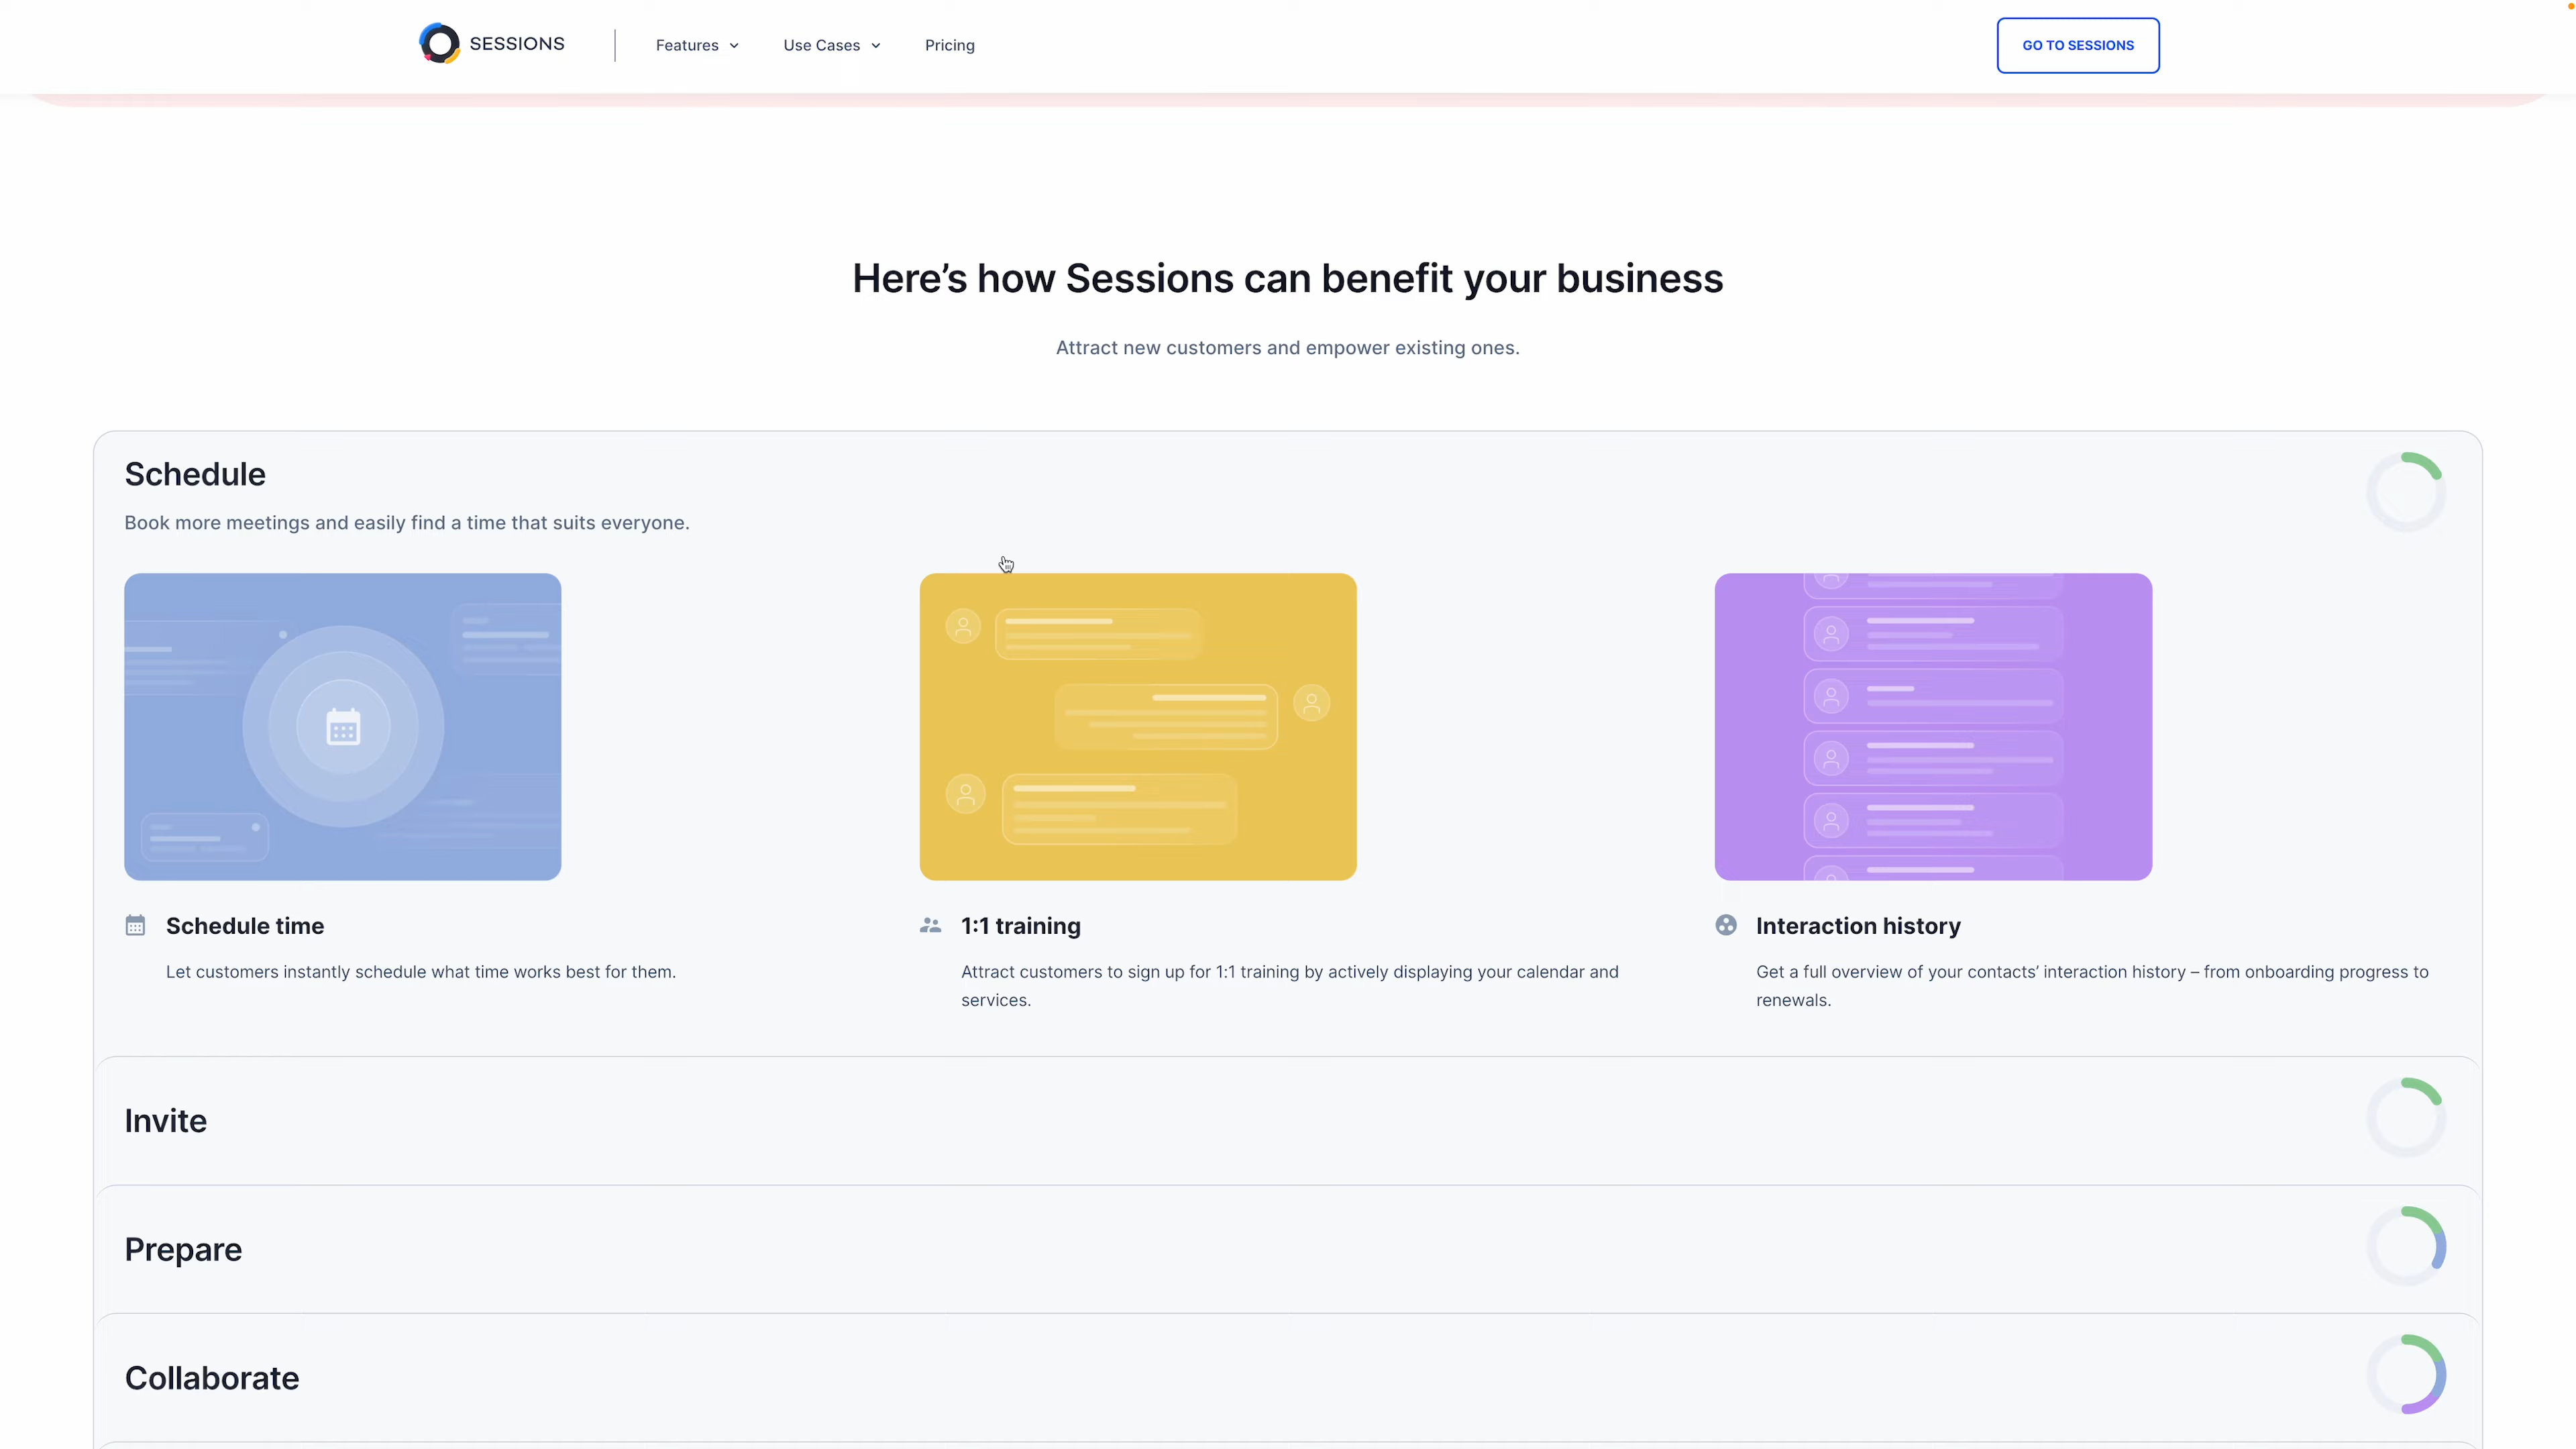 SESSIONS
Features
Use Cases
Pricing
GO TO SESSIONS
Here’s how Sessions can benefit your business
Attract new customers and empower existing ones.
Schedule
Book more meetings and easily find a time that suits everyone.
Schedule time
Let customers instantly schedule what time works best for them.
1:1 training
Attract customers to sign up for 1:1 training by actively displaying your calendar and
services.
Interaction history
Get a full overview of your contacts’ interaction history – from onboarding progress to
renewals.
Invite
Prepare
Collaborate